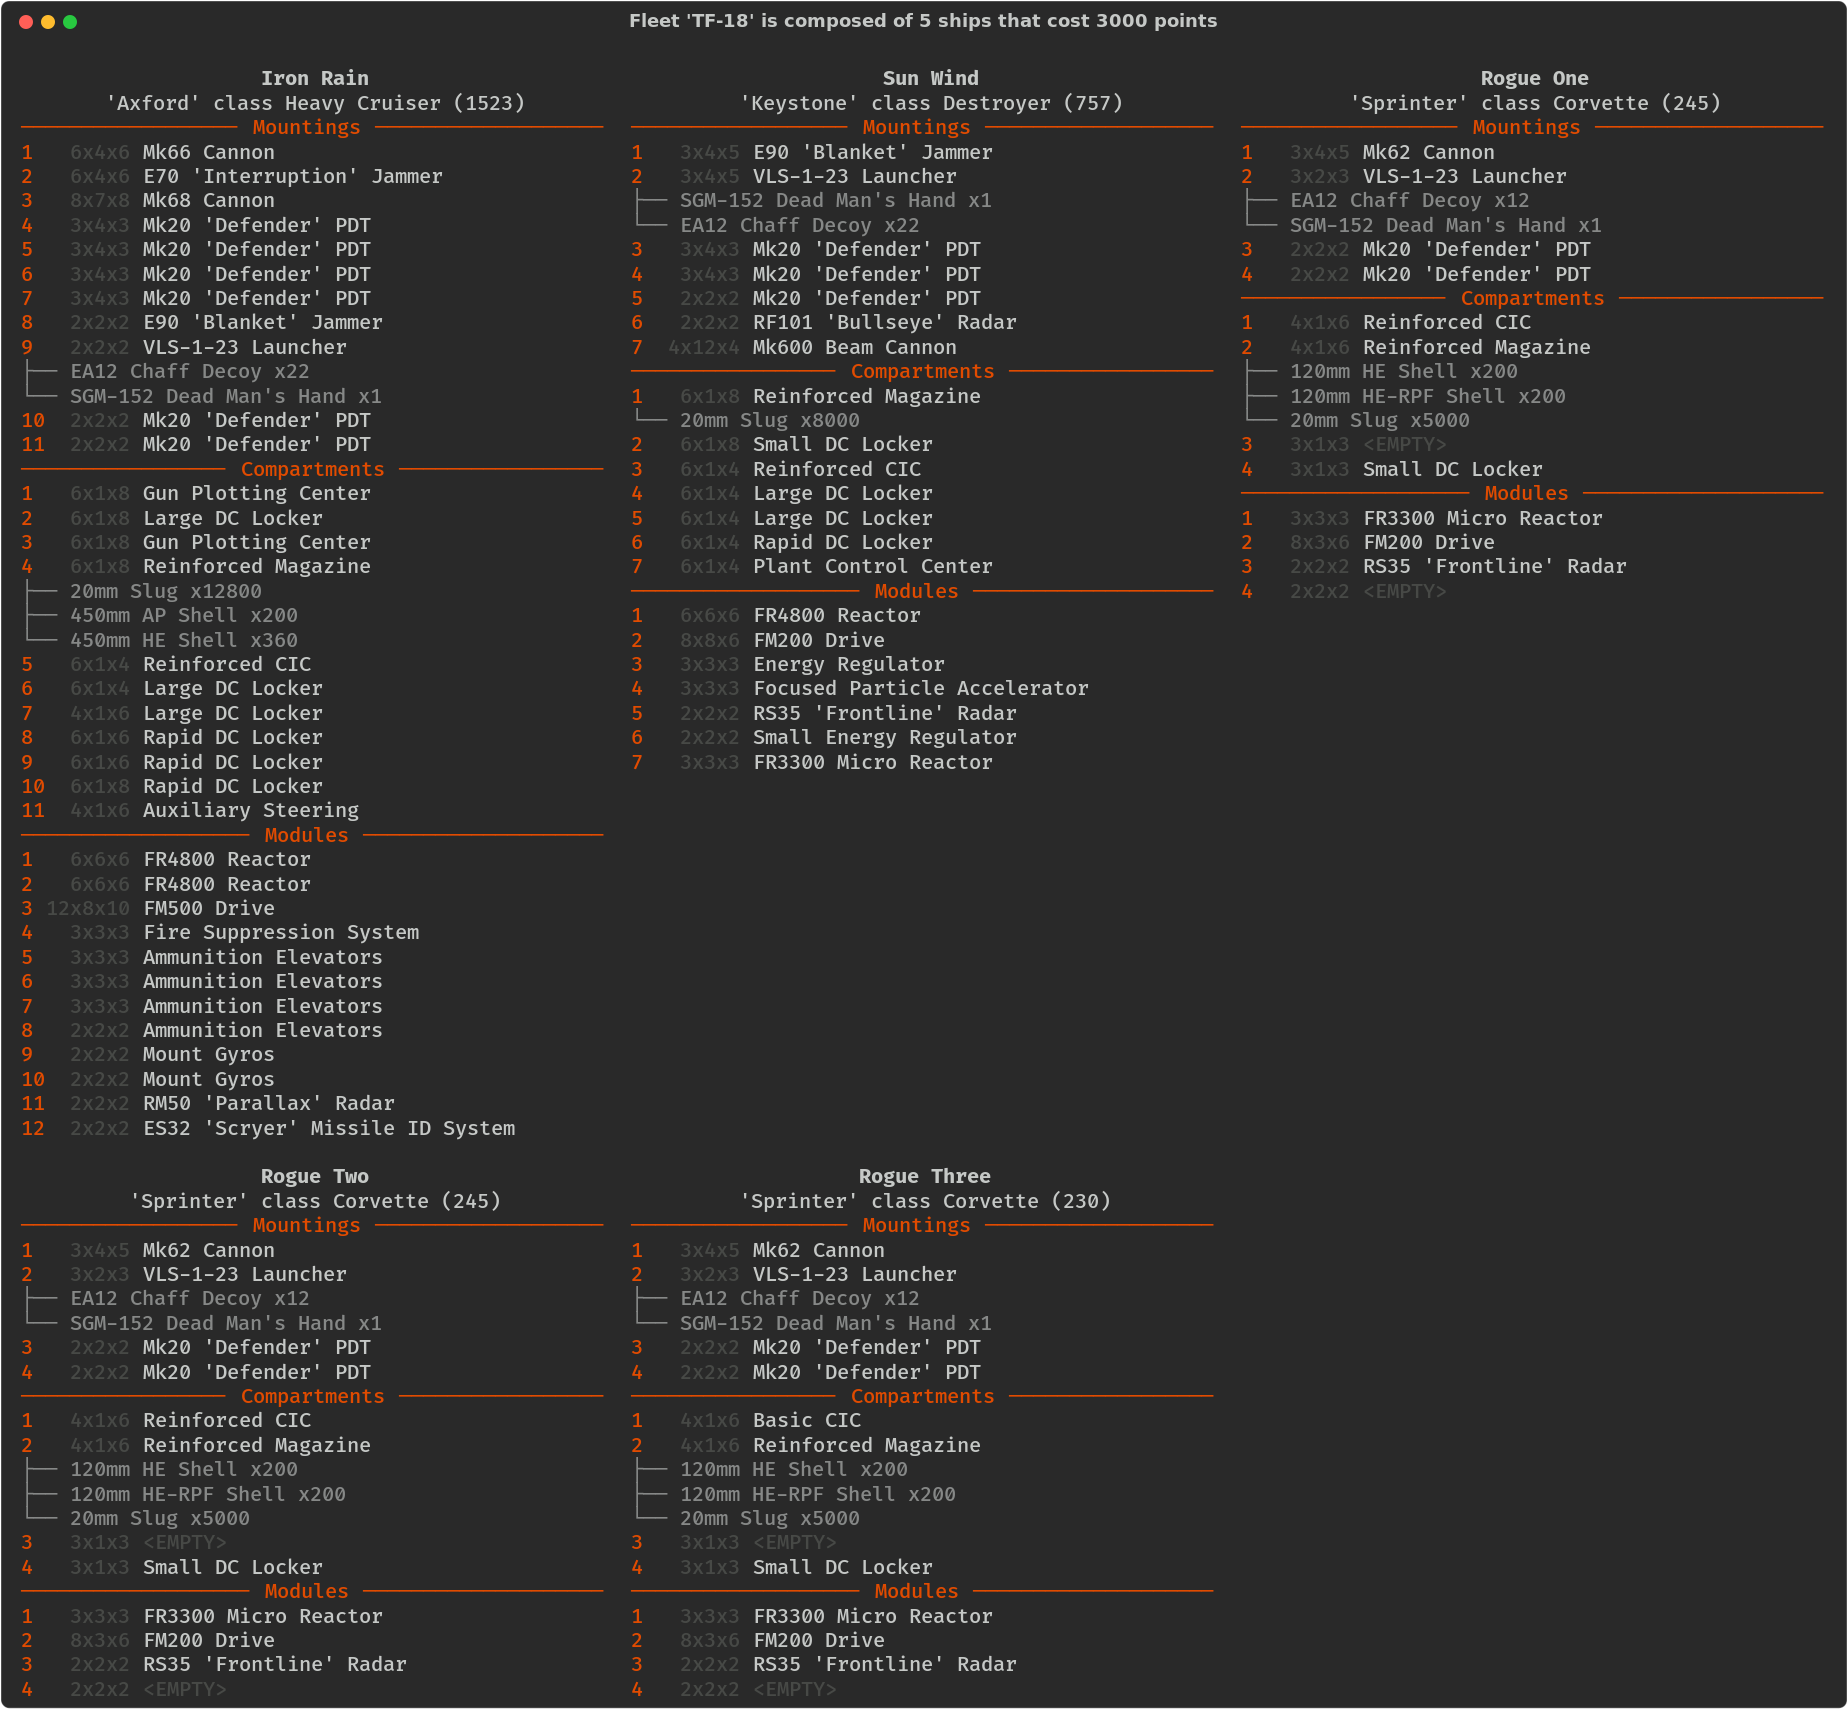 Fleet 'TF-18' is composed of 5 ships that cost 3000 points
Iron Rain
'Axford' class Heavy Cruiser (1523)
Mountings
1 6x4x6 Mk66 Cannon
2 6x4x6 E70 'Interruption' Jammer
3 8x7x8 Mk68 Cannon
4 3x4x3 Mk20 'Defender' PDT
5 3x4x3 Mk20 'Defender' PDT
6 3x4x3 Mk20 'Defender' PDT
7 3x4x3 Mk20 'Defender' PDT
8 2x2x2 E90 'Blanket' Jammer
9 2x2x2 VLS-1-23 Launcher
EA12 Chaff Decoy x22
SGM-152 Dead Man's Hand x1
10 2x2x2 Mk20 'Defender' PDT
11 2x2x2 Mk20 'Defender' PDT
Compartments
1 6x1x8 Gun Plotting Center
2 6x1x8 Large DC Locker
3 6x1x8 Gun Plotting Center
4 6x1x8 Reinforced Magazine
20mm Slug x12800
450mm AP Shell x200
450mm HE Shell x360
5 6x1x4 Reinforced CIC
6 6x1x4 Large DC Locker
7 4x1x6 Large DC Locker
8 6x1x6 Rapid DC Locker
9 6x1x6 Rapid DC Locker
10 6x1x8 Rapid DC Locker
11 4x1x6 Auxiliary Steering
Modules
1 6x6x6 FR4800 Reactor
2 6x6x6 FR4800 Reactor
3 12x8x10 FM500 Drive
4 3x3x3 Fire Suppression System
5 3x3x3 Ammunition Elevators
6 3x3x3 Ammunition Elevators
7 3x3x3 Ammunition Elevators
8 2x2x2 Ammunition Elevators
9 2x2x2 Mount Gyros
10 2x2x2 Mount Gyros
11 2x2x2 RM50 'Parallax' Radar
12 2x2x2 ES32 'Scryer' Missile ID System
Sun Wind
'Keystone' class Destroyer (757)
Mountings
1 3x4x5 E90 'Blanket' Jammer
2 3x4x5 VLS-1-23 Launcher
SGM-152 Dead Man's Hand x1
EA12 Chaff Decoy x22
3 3x4x3 Mk20 'Defender' PDT
4 3x4x3 Mk20 'Defender' PDT
5 2x2x2 Mk20 'Defender' PDT
6 2x2x2 RF101 'Bullseye' Radar
7 4x12x4 Mk600 Beam Cannon
Compartments
1 6x1x8 Reinforced Magazine
20mm Slug x8000
2 6x1x8 Small DC Locker
3 6x1x4 Reinforced CIC
4 6x1x4 Large DC Locker
5 6x1x4 Large DC Locker
6 6x1x4 Rapid DC Locker
7 6x1x4 Plant Control Center
Modules
1 6x6x6 FR4800 Reactor
2 8x8x6 FM200 Drive
3 3x3x3 Energy Regulator
4 3x3x3 Focused Particle Accelerator
5 2x2x2 RS35 'Frontline' Radar
6 2x2x2 Small Energy Regulator
7 3x3x3 FR3300 Micro Reactor
Rogue One
'Sprinter' class Corvette (245)
Mountings
1 3x4x5 Mk62 Cannon
2 3x2x3 VLS-1-23 Launcher
EA12 Chaff Decoy x12
SGM-152 Dead Man's Hand x1
3 2x2x2 Mk20 'Defender' PDT
4 2x2x2 Mk20 'Defender' PDT
Compartments
1 4x1x6 Reinforced CIC
2 4x1x6 Reinforced Magazine
120mm HE Shell x200
120mm HE-RPF Shell x200
20mm Slug x5000
3 3x1x3 <EMPTY>
4 3x1x3 Small DC Locker
Modules
1 3x3x3 FR3300 Micro Reactor
2 8x3x6 FM200 Drive
3 2x2x2 RS35 'Frontline' Radar
4 2x2x2 <EMPTY>
Rogue Two
'Sprinter' class Corvette (245)
Mountings
1 3x4x5 Mk62 Cannon
2 3x2x3 VLS-1-23 Launcher
EA12 Chaff Decoy x12
SGM-152 Dead Man's Hand x1
3 2x2x2 Mk20 'Defender' PDT
4 2x2x2 Mk20 'Defender' PDT
Compartments
1 4x1x6 Reinforced CIC
2 4x1x6 Reinforced Magazine
120mm HE Shell x200
120mm HE-RPF Shell x200
20mm Slug x5000
3 3x1x3 <EMPTY>
4 3x1x3 Small DC Locker
Modules
1 3x3x3 FR3300 Micro Reactor
2 8x3x6 FM200 Drive
3 2x2x2 RS35 'Frontline' Radar
4 2x2x2 <EMPTY>
Rogue Three
'Sprinter' class Corvette (230)
Mountings
1 3x4x5 Mk62 Cannon
2 3x2x3 VLS-1-23 Launcher
EA12 Chaff Decoy x12
SGM-152 Dead Man's Hand x1
3 2x2x2 Mk20 'Defender' PDT
4 2x2x2 Mk20 'Defender' PDT
Compartments
1 4x1x6 Basic CIC
2 4x1x6 Reinforced Magazine
120mm HE Shell x200
120mm HE-RPF Shell x200
20mm Slug x5000
3 3x1x3 <EMPTY>
4 3x1x3 Small DC Locker
Modules
1 3x3x3 FR3300 Micro Reactor
2 8x3x6 FM200 Drive
3 2x2x2 RS35 'Frontline' Radar
4 2x2x2 <EMPTY>